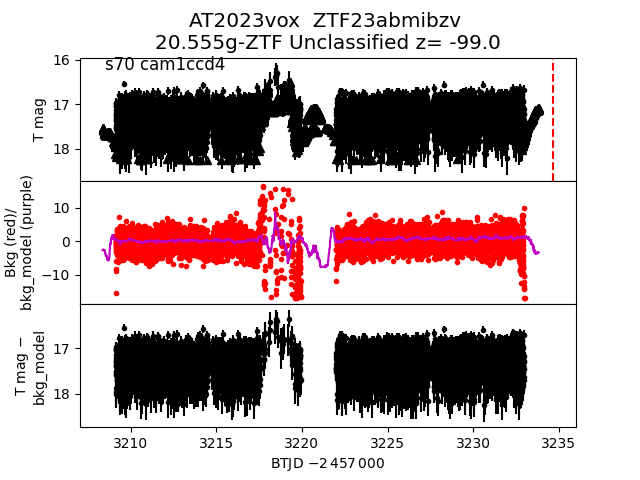 AT2023vox  ZTF23abmibzv
20.555g-ZTF Unclassified z= -99.0
s70 cam1ccd4
16
17
18
T mag
10
0
−10
Bkg (red)/
bkg_model (purple)
17
18
T mag −
bkg_model
3210 3215 3220 3225 3230 3235
BTJD −2 457 000